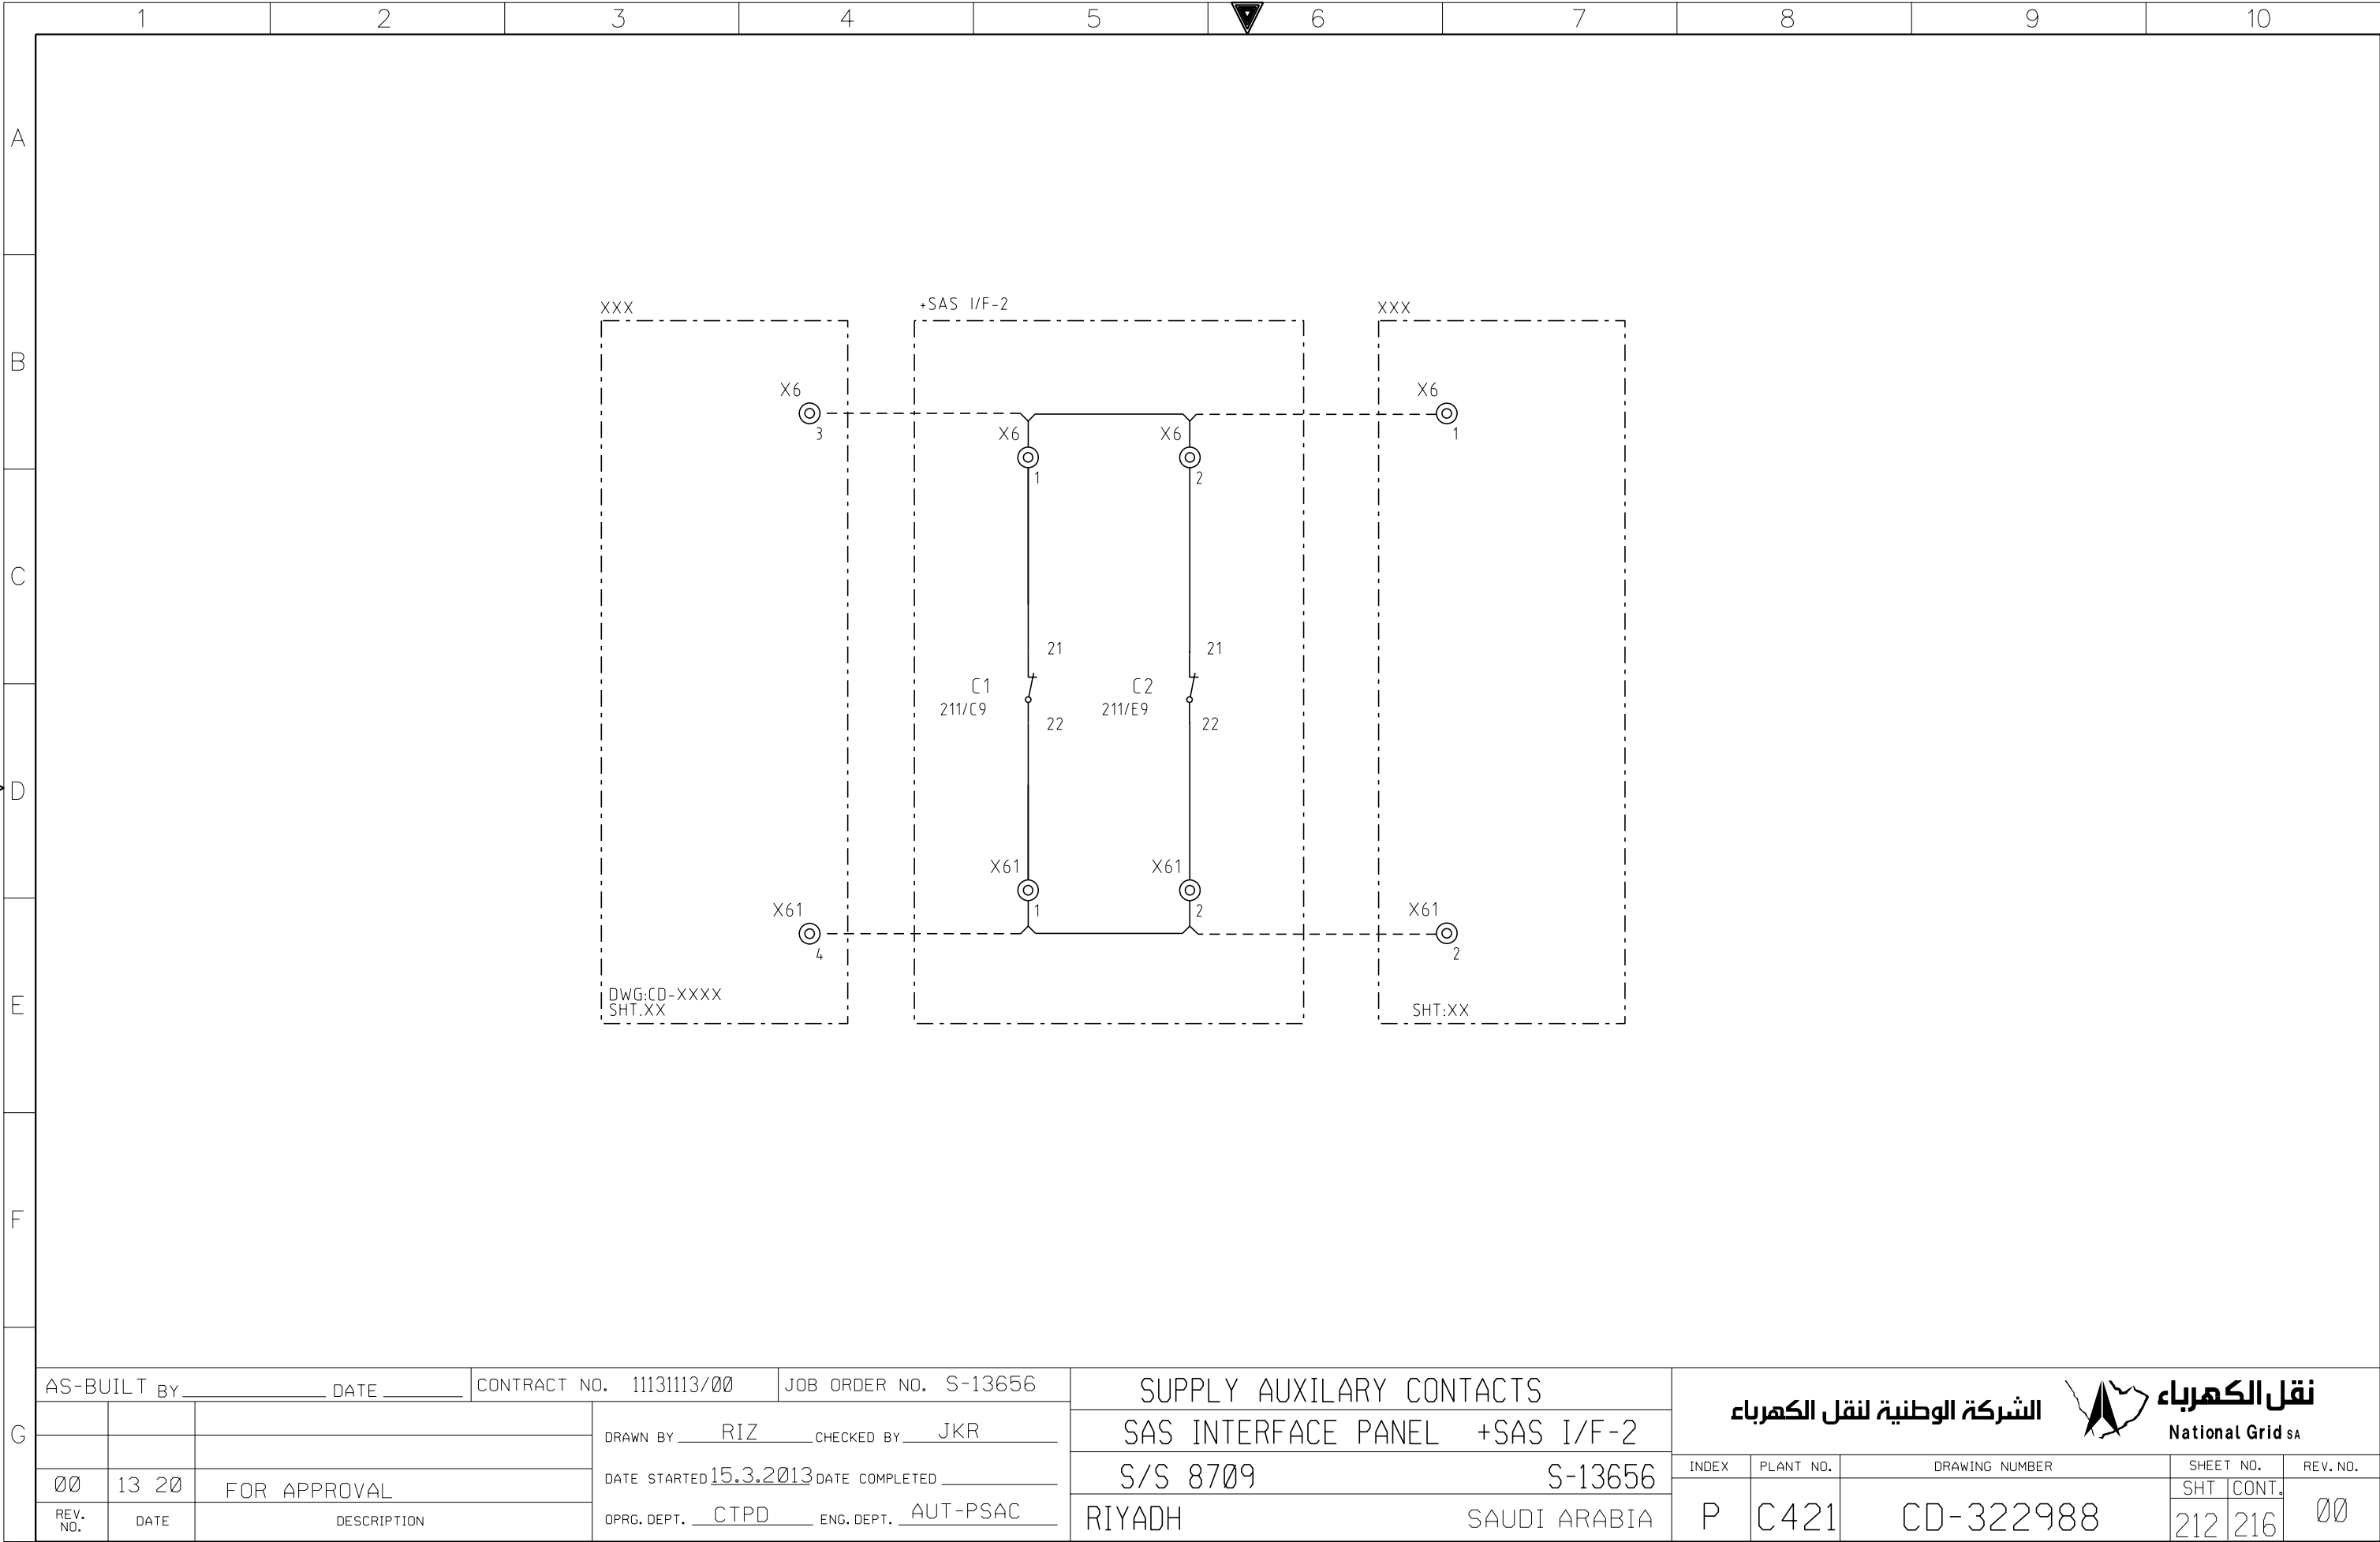 1 2 3 4 5 6 7 8 9 10
A
B
C
D
E
F
G
XXX
+SAS I/F-2
XXX
X6
3
X6
1
X6
1
X6
2
21
C1
211/C9
22
21
C2
211/E9
22
X61
1
X61
2
X61
4
X61
2
DWG:CD-XXXX
SHT.XX
SHT:XX
AS-BUILT BY DATE
CONTRACT NO. 11131113/00
JOB ORDER NO. S-13656
DRAWN BY RIZ CHECKED BY JKR
DATE STARTED 15.3.2013 DATE COMPLETED
OPRG. DEPT. CTPD ENG. DEPT. AUT-PSAC
00 13 20 FOR APPROVAL
REV. NO. DATE DESCRIPTION
SUPPLY AUXILARY CONTACTS
SAS INTERFACE PANEL +SAS I/F-2
S/S 8709 S-13656
RIYADH SAUDI ARABIA
الشركة الوطنية لنقل الكهرباء
نقل الكهرباء
National Grid SA
INDEX PLANT NO. DRAWING NUMBER SHEET NO. REV. NO.
SHT CONT.
P C421 CD-322988 212 216 00